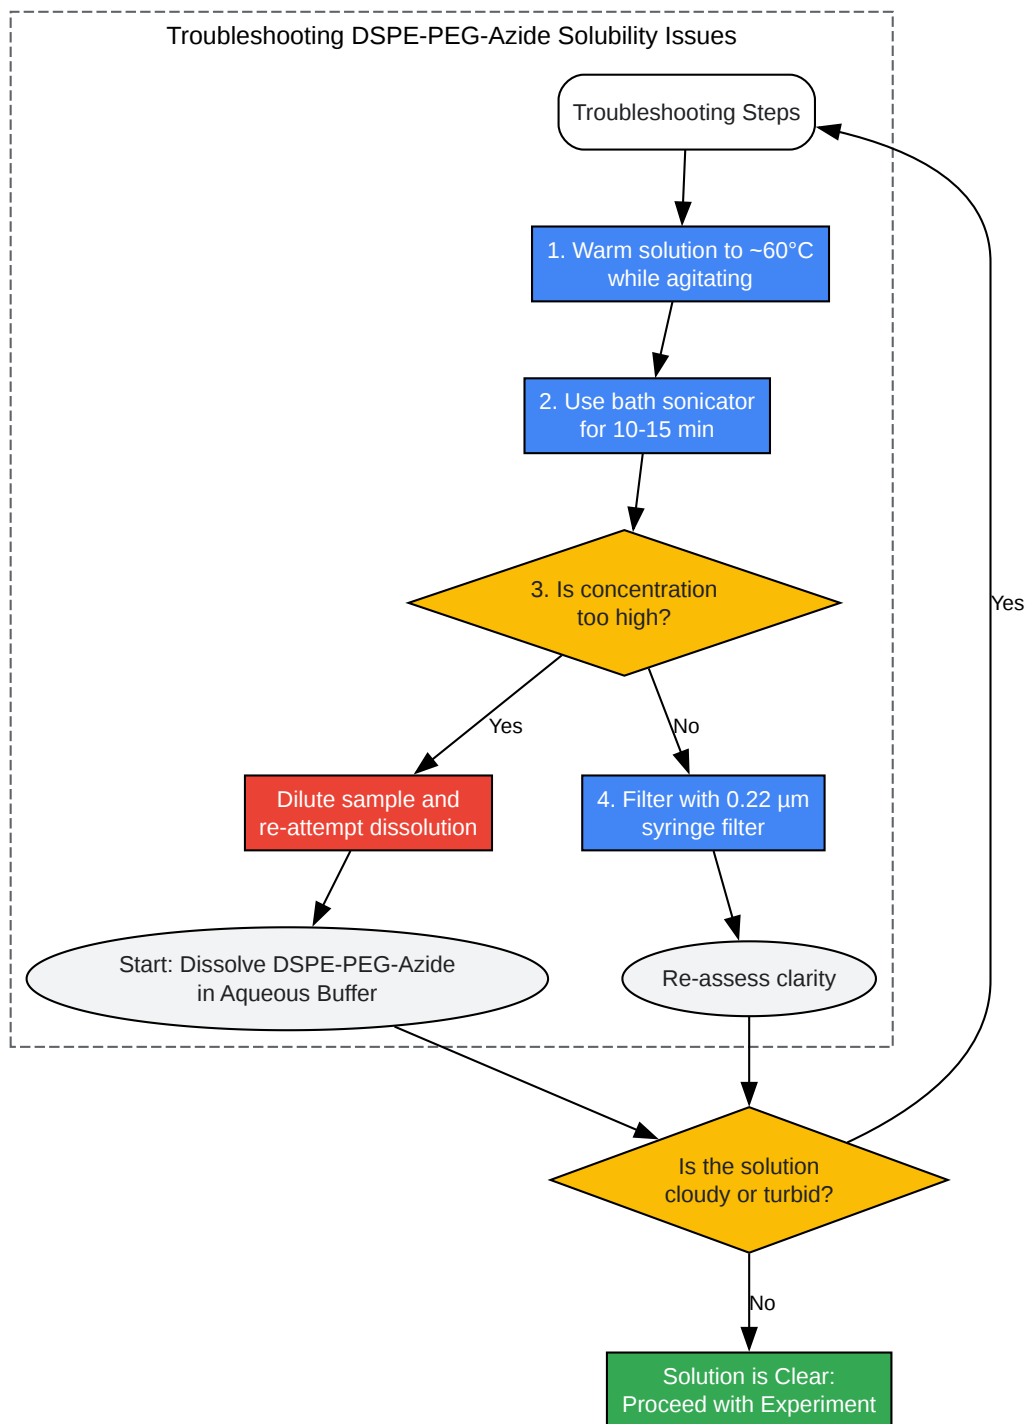 Troubleshooting DSPE-PEG-Azide Solubility Issues
Troubleshooting Steps
1. Warm solution to ~60°C
while agitating
2. Use bath sonicator
for 10-15 min
3. Is concentration
too high?
Yes
Yes
No
Dilute sample and
re-attempt dissolution
4. Filter with 0.22 µm
syringe filter
Start: Dissolve DSPE-PEG-Azide
in Aqueous Buffer
Re-assess clarity
Is the solution
cloudy or turbid?
No
Solution is Clear:
Proceed with Experiment